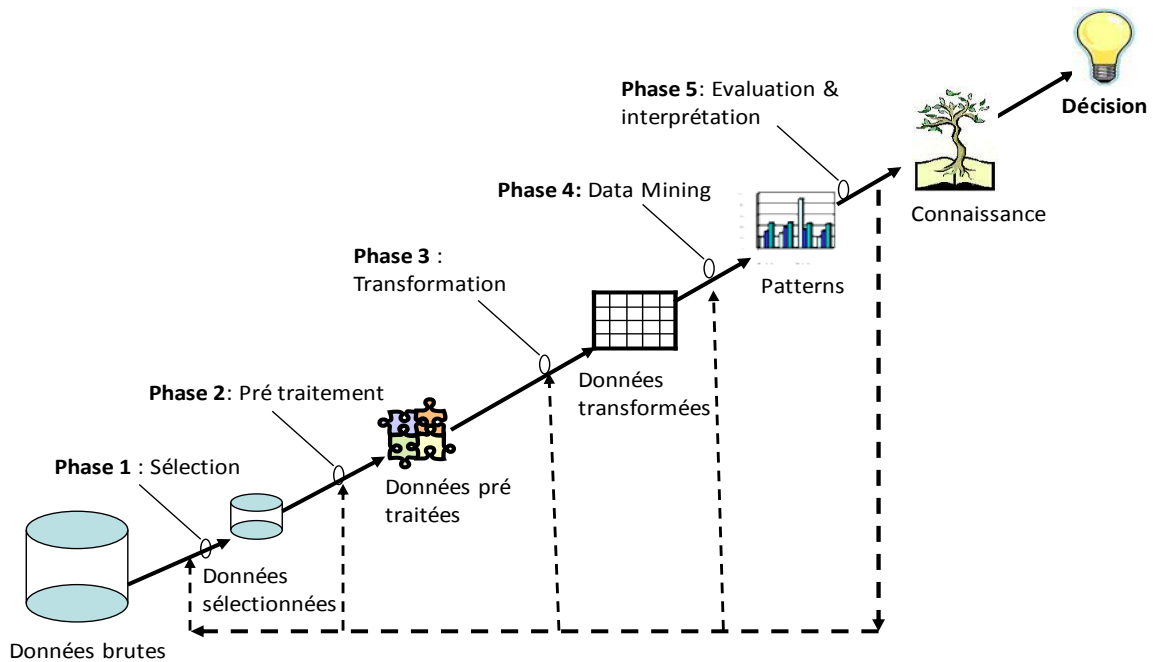 Décision
Phase 5: Evaluation &
interprétation
Connaissance
Phase 4: Data Mining
Patterns
Phase 3 :
Transformation
Données
transformées
Phase 2: Pré traitement
Données pré
traitées
Phase 1 : Sélection
Données
sélectionnées
Données brutes